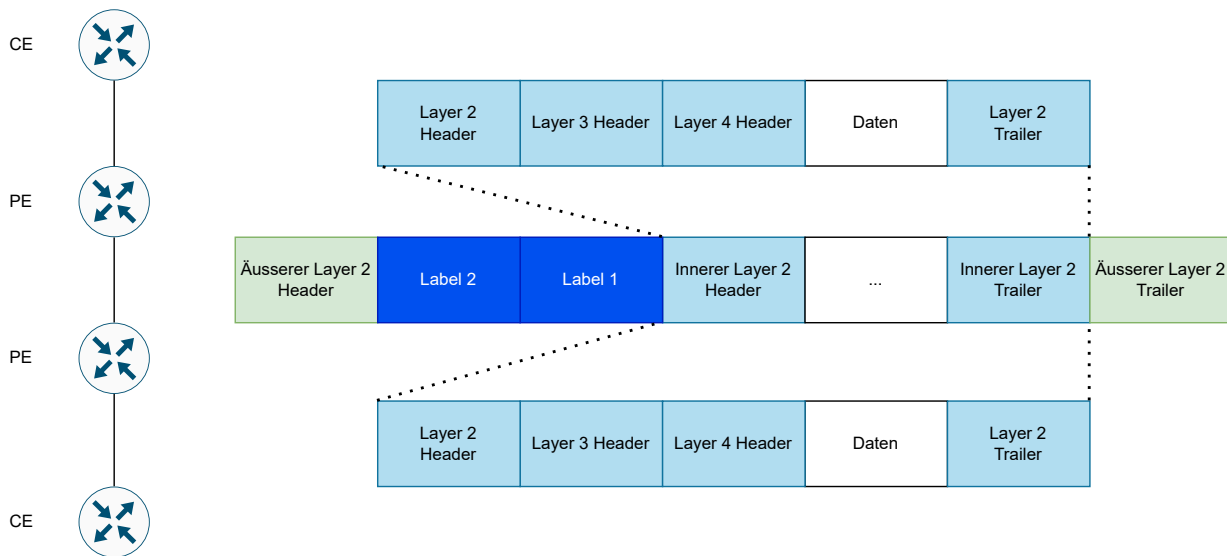 CE
Layer 2
Header
Layer 3 Header
Layer 4 Header
Daten
Layer 2
Trailer
PE
Äusserer Layer 2
Header
Label 2
Label 1
Innerer Layer 2
Header
...
Innerer Layer 2
Trailer
Äusserer Layer 2
Trailer
PE
Layer 2
Header
Layer 3 Header
Layer 4 Header
Daten
Layer 2
Trailer
CE